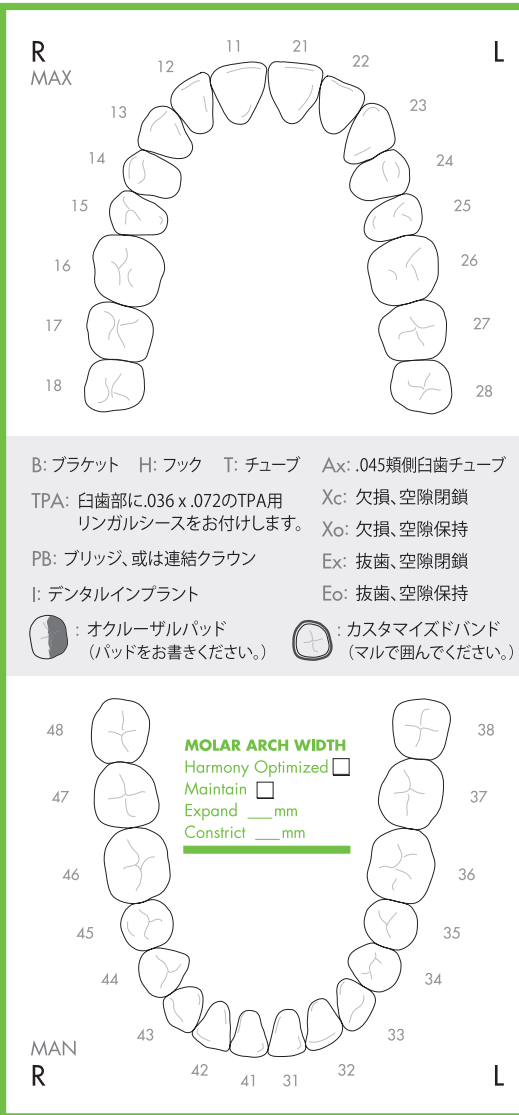 R
L
MAX
11
21
12
22
13
23
14
24
15
25
16
26
17
27
18
28
B: ブラケット H: フック T: チューブ
Ax: .045頬側臼歯チューブ
TPA: 臼歯部に.036 x .072のTPA用
リンガルシースをお付けします。
Xc: 欠損、空隙閉鎖
Xo: 欠損、空隙保持
PB: ブリッジ、或は連結クラウン
Ex: 抜歯、空隙閉鎖
I: デンタルインプラント
Eo: 抜歯、空隙保持
: オクルーザルパッド
(パッドをお書きください。)
: カスタマイズドバンド
(マルで囲んでください。)
48
38
MOLAR ARCH WIDTH
Harmony Optimized
Maintain
Expand ___mm
Constrict ___mm
47
37
46
36
45
35
44
34
43
33
42
32
41
31
MAN
R
L